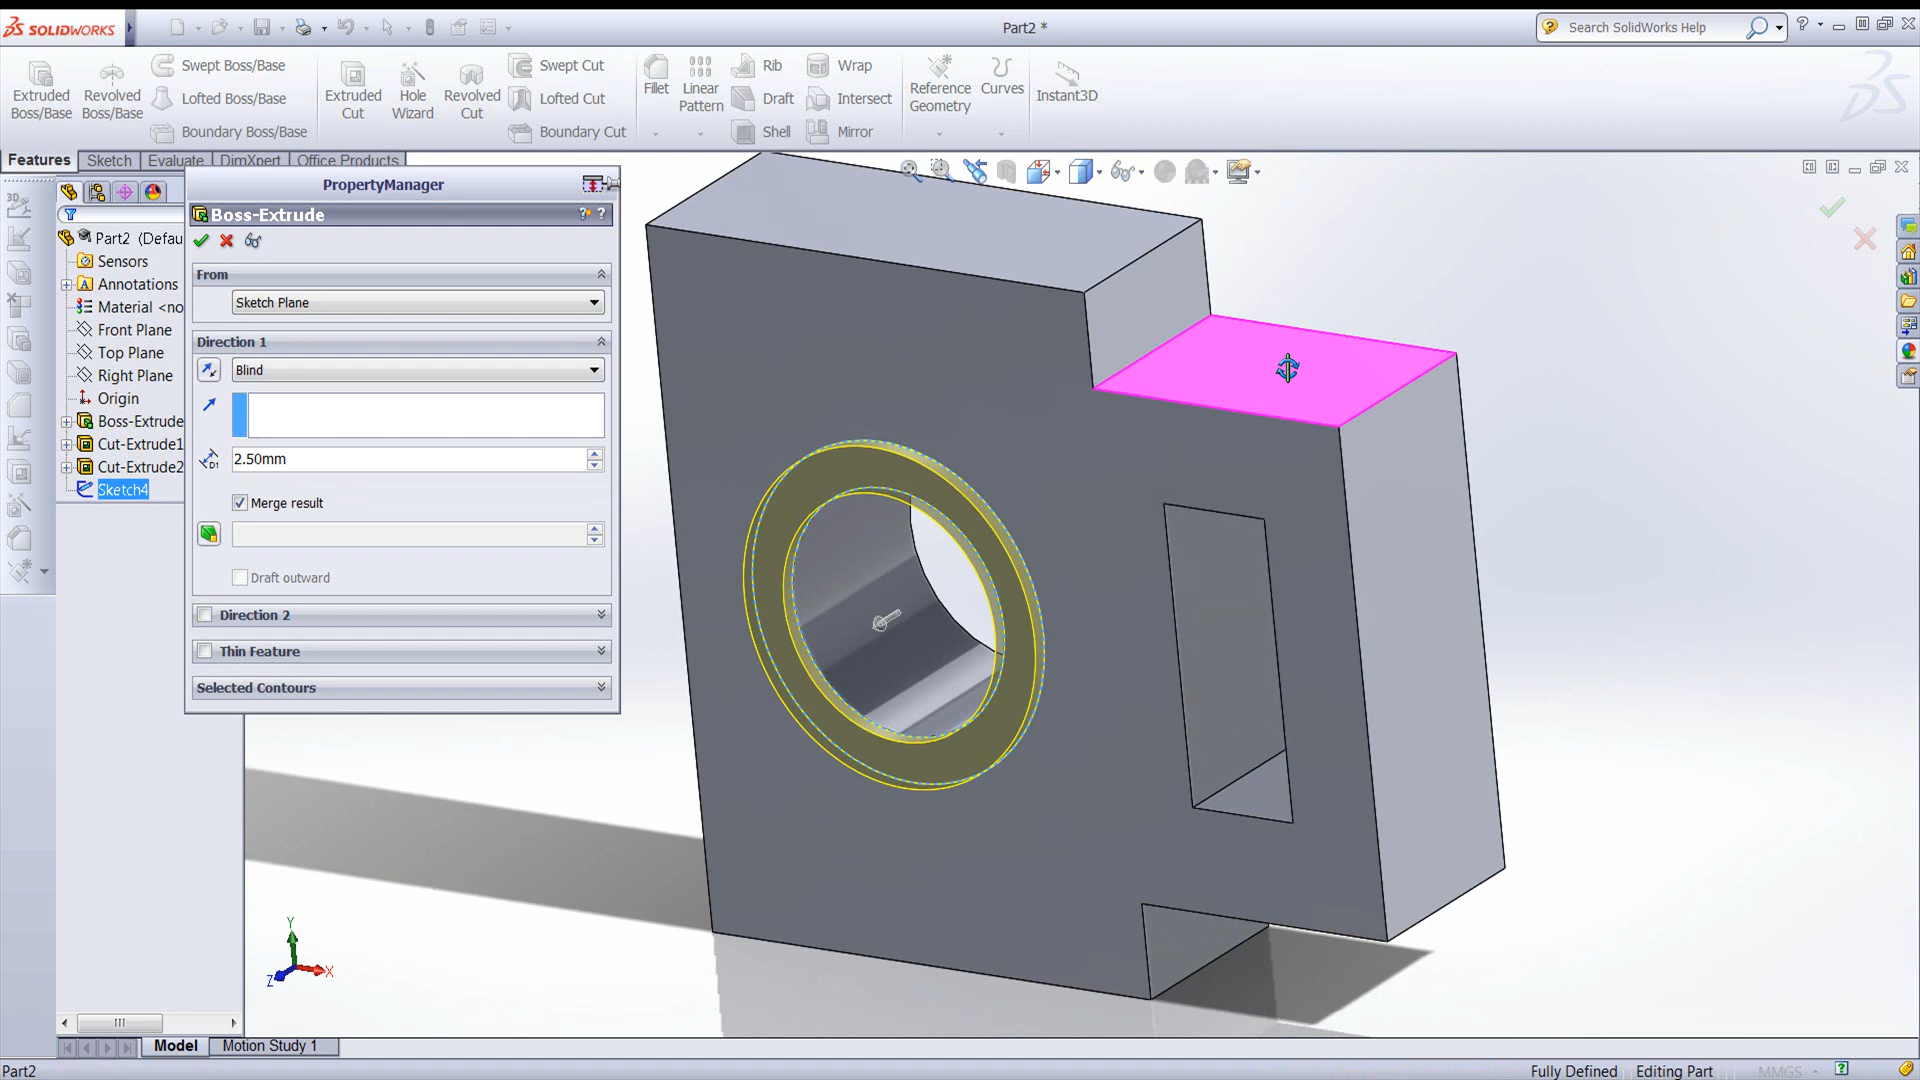 SOLIDWORKS
Part2 *
Search SolidWorks Help
Extruded Boss/Base
Revolved Boss/Base
Swept Boss/Base
Lofted Boss/Base
Boundary Boss/Base
Extruded Cut
Hole Wizard
Revolved Cut
Swept Cut
Lofted Cut
Boundary Cut
Fillet
Linear Pattern
Rib
Draft
Shell
Wrap
Intersect
Mirror
Reference Geometry
Curves
Instant3D
Features
Sketch
Evaluate
DimXpert
Office Products
PropertyManager
Boss-Extrude
From
Sketch Plane
Direction 1
Blind
D1
2.50mm
Merge result
Draft outward
Direction 2
Thin Feature
Selected Contours
3D
Part2 (Defau
Sensors
Annotations
Material <no
Front Plane
Top Plane
Right Plane
Origin
Boss-Extrude
Cut-Extrude1
Cut-Extrude2
Sketch4
Y
X
Z
Model
Motion Study 1
Part2
Fully Defined
Editing Part
MMGS